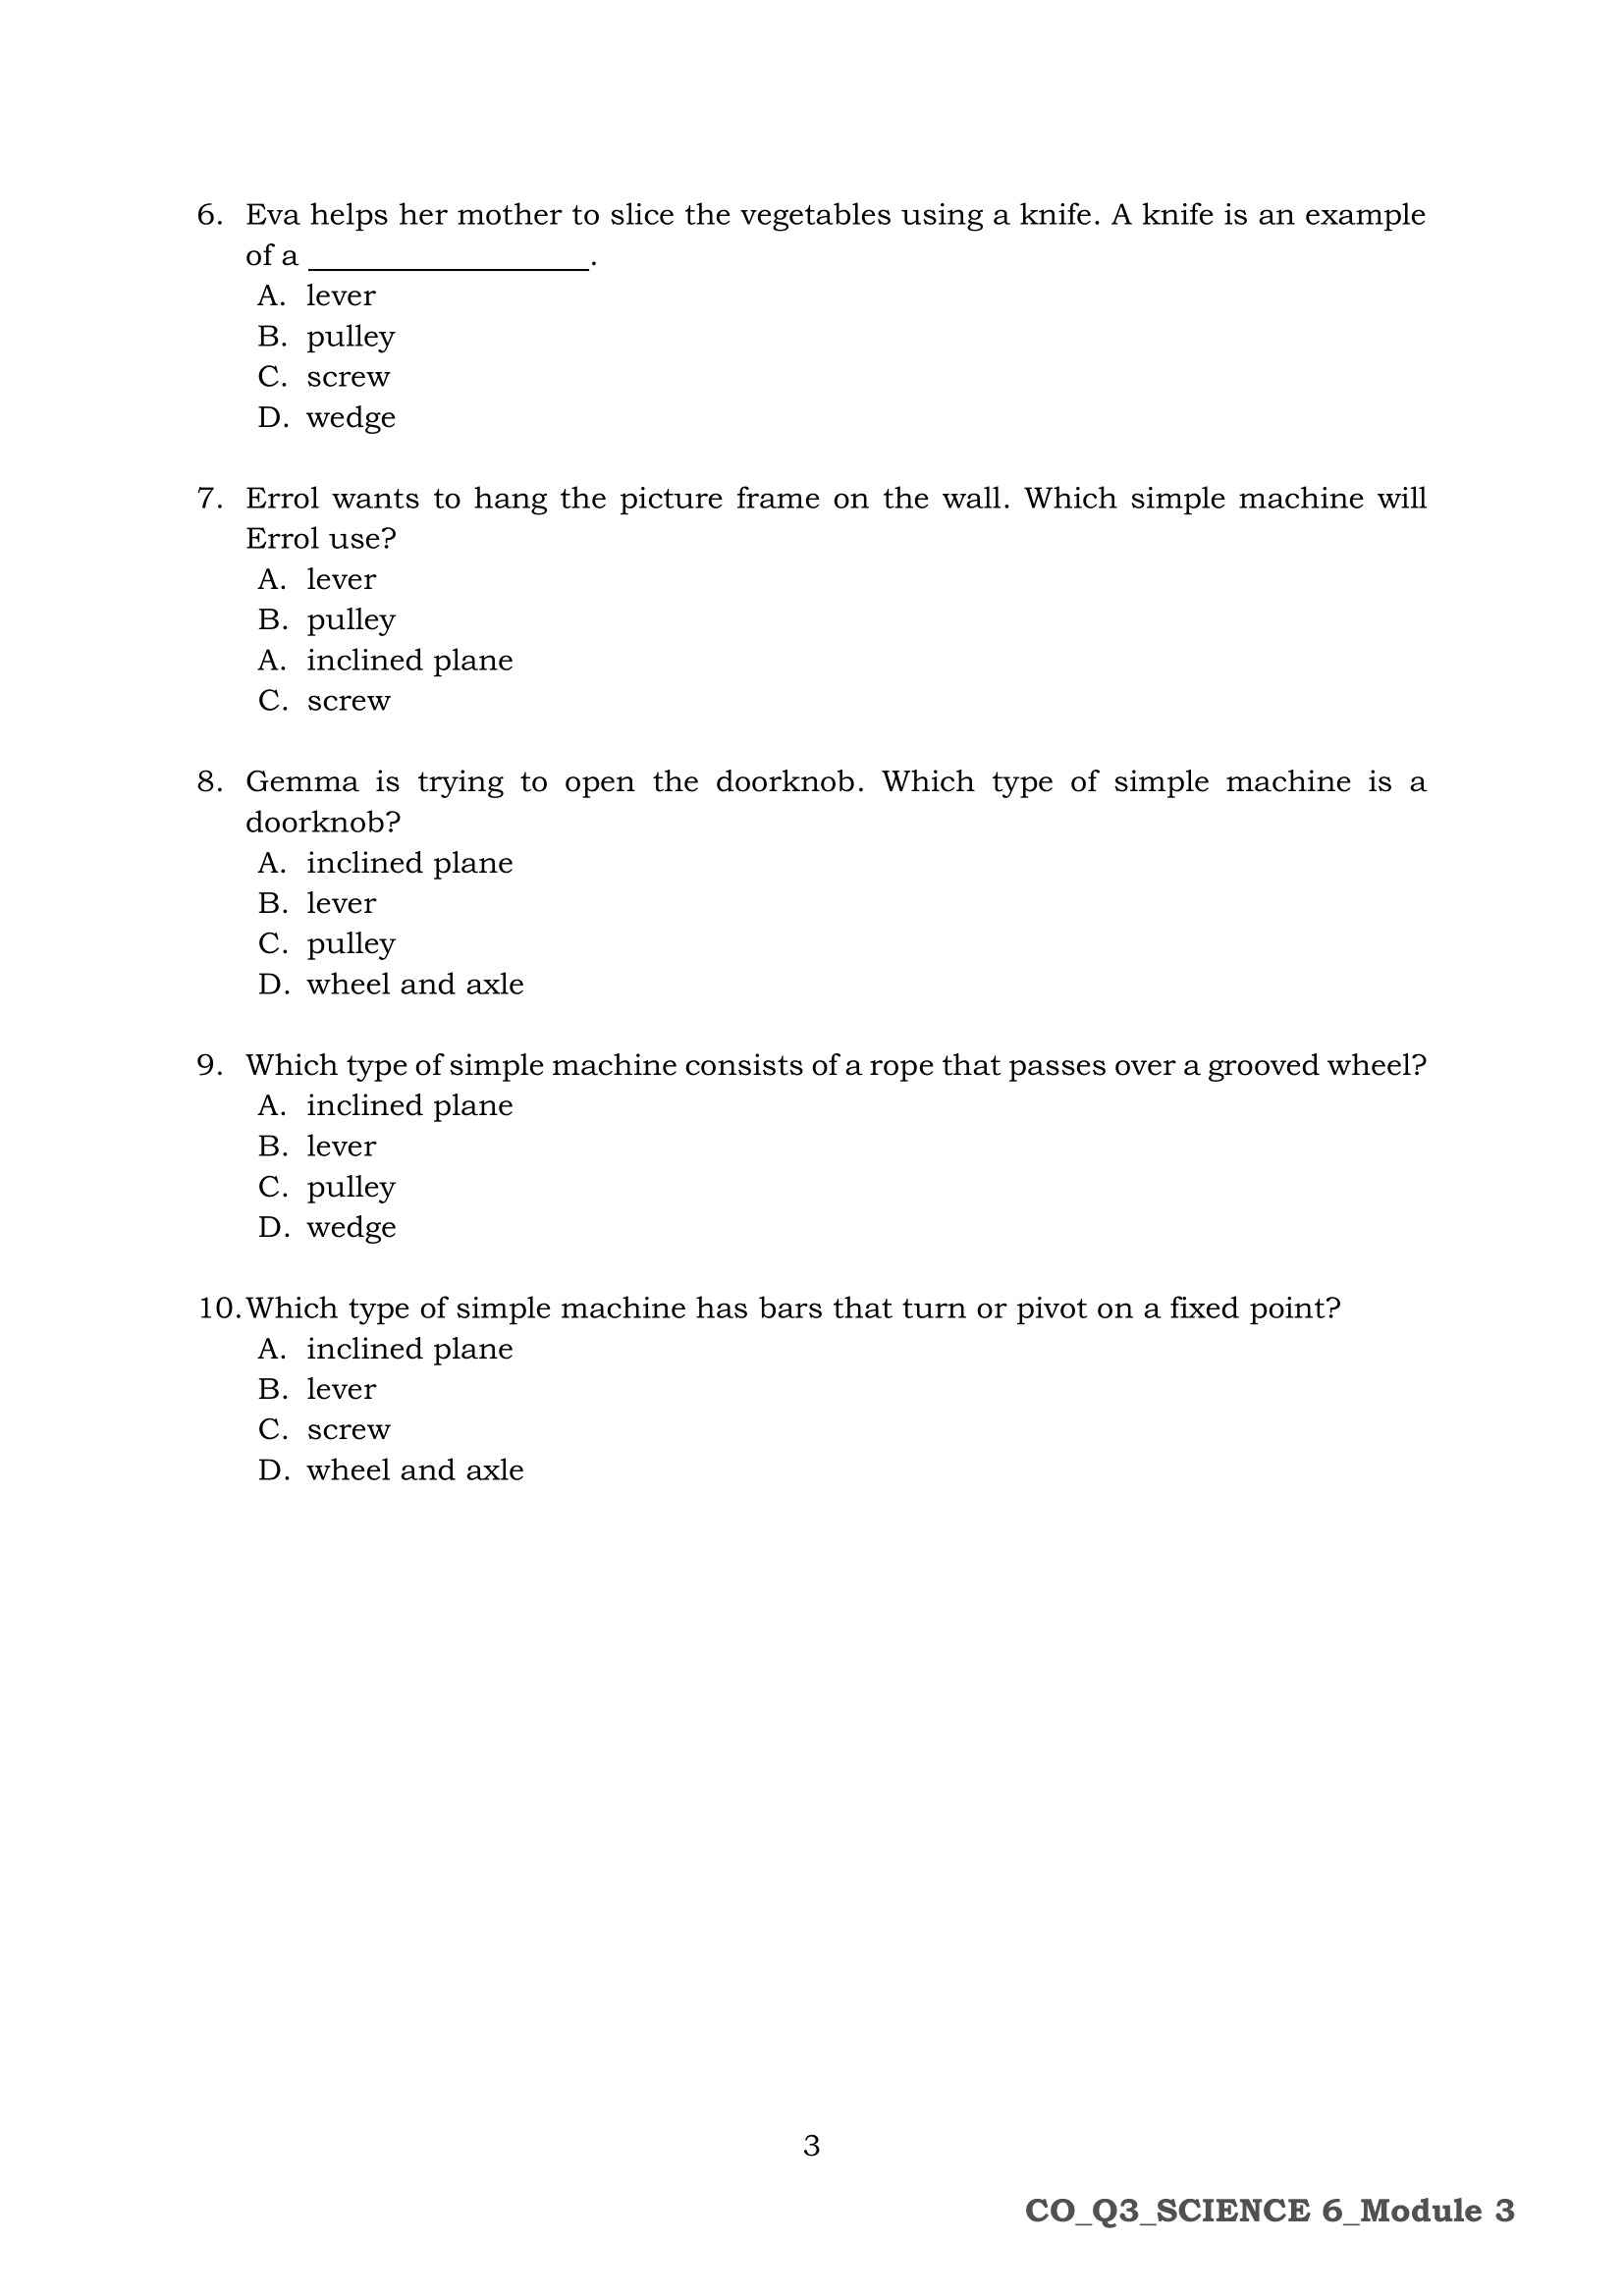 6. Eva helps her mother to slice the vegetables using a knife. A knife is an example
of a __________________.
A. lever
B. pulley
C. screw
D. wedge
7. Errol wants to hang the picture frame on the wall. Which simple machine will
Errol use?
A. lever
B. pulley
A. inclined plane
C. screw
8. Gemma is trying to open the doorknob. Which type of simple machine is a
doorknob?
A. inclined plane
B. lever
C. pulley
D. wheel and axle
9. Which type of simple machine consists of a rope that passes over a grooved wheel?
A. inclined plane
B. lever
C. pulley
D. wedge
10. Which type of simple machine has bars that turn or pivot on a fixed point?
A. inclined plane
B. lever
C. screw
D. wheel and axle
3
CO_Q3_SCIENCE 6_Module 3